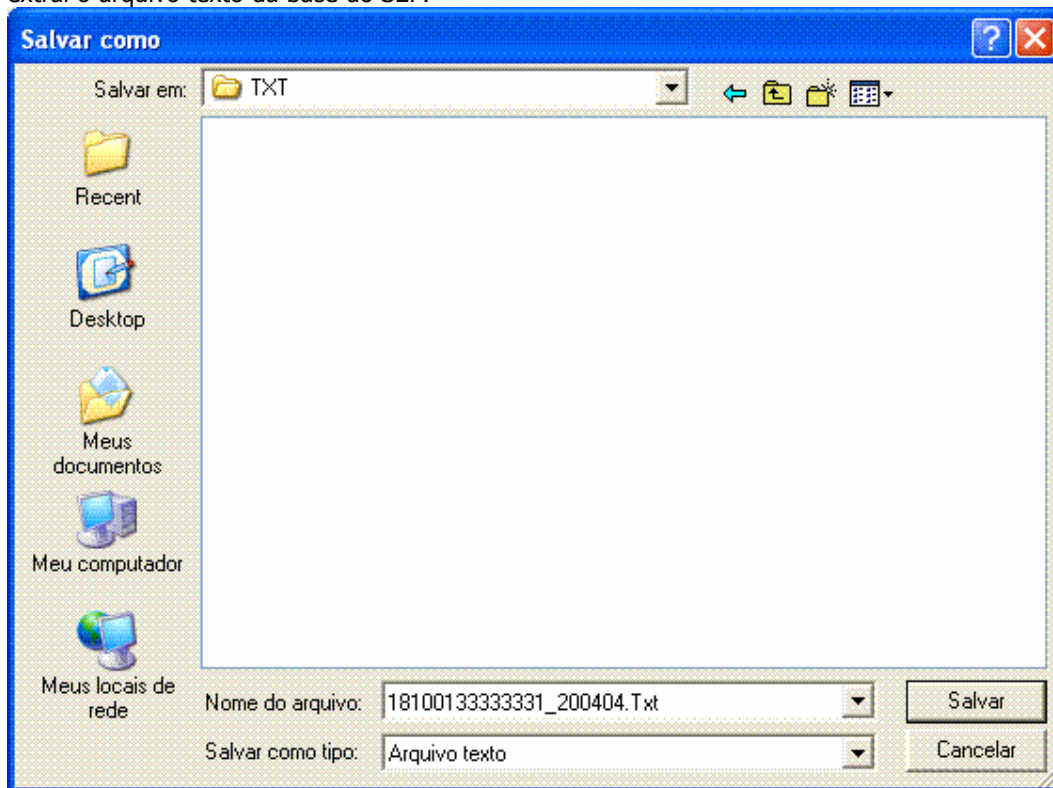 Salvar como
Salvar em:
TXT
Recent
Desktop
Meus
documentos
Meu computador
Meus locais de
rede
Nome do arquivo:
18100133333331_200404.Txt
Salvar
Salvar como tipo:
Arquivo texto
Cancelar